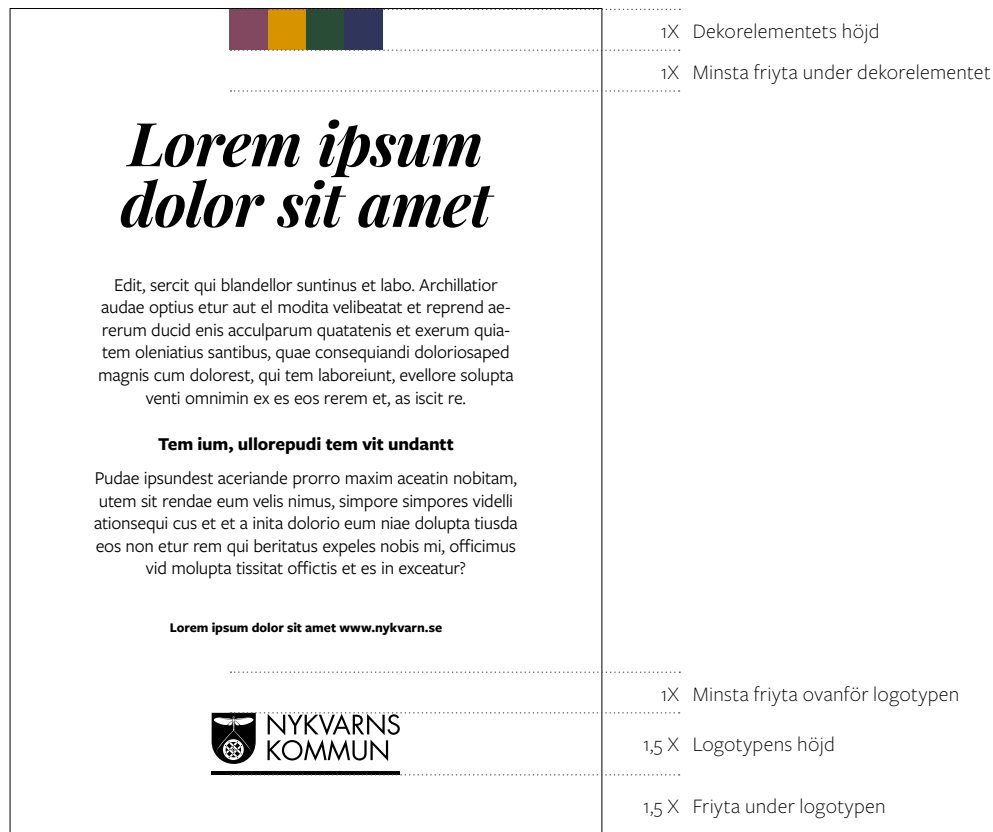 1X Dekorelementets höjd
1X Minsta friyta under dekorelementet
Lorem ipsum
dolor sit amet
Edit, sercit qui blandellor suntinus et labo. Archillatior
audae optius etur aut el modita velibeatat et reprend ae-
rerum ducid enis acculparum quatatenis et exerum quia-
tem oleniatius santibus, quae consequiandi doloriosaped
magnis cum dolorest, qui tem laboreiunt, evellore solupta
venti omnimin ex es eos rerem et, as iscit re.
Tem ium, ullorepudi tem vit undantt
Pudae ipsundest aceriande prorro maxim aceatin nobitam,
utem sit rendae eum velis nimus, simpore simpores videlli
ationsequi cus et et a inita dolorio eum niae dolupta tiusda
eos non etur rem qui beritatus expeles nobis mi, officimus
vid molupta tissitat offictis et es in exceatur?
Lorem ipsum dolor sit amet www.nykvarn.se
1X Minsta friyta ovanför logotypen
NYKVARNS
KOMMUN
1,5 X Logotypens höjd
1,5 X Friyta under logotypen